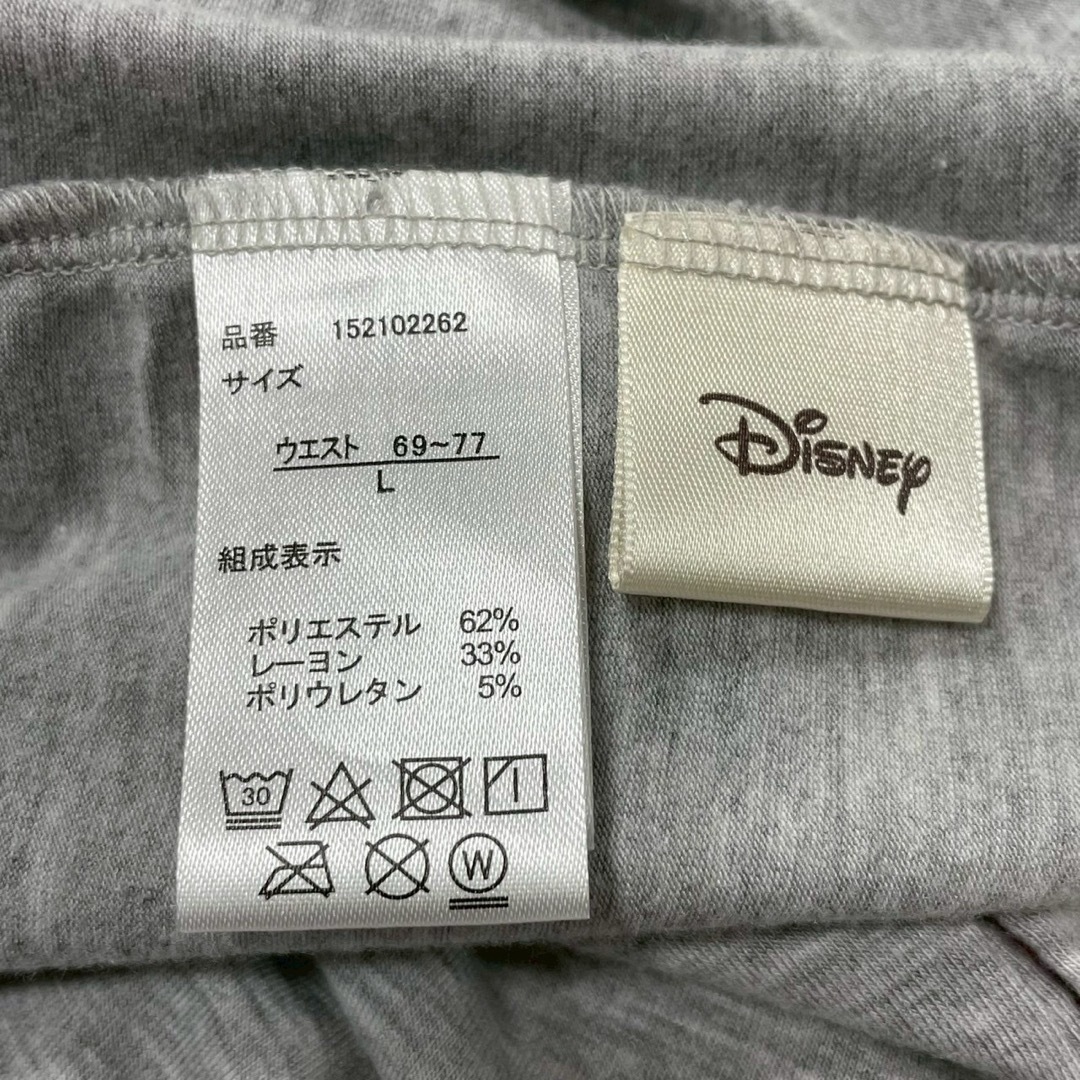 品番 152102262
サイズ
ウエスト 69~77
L
組成表示
ポリエステル 62%
レーヨン 33%
ポリウレタン 5%
30
W
Disney